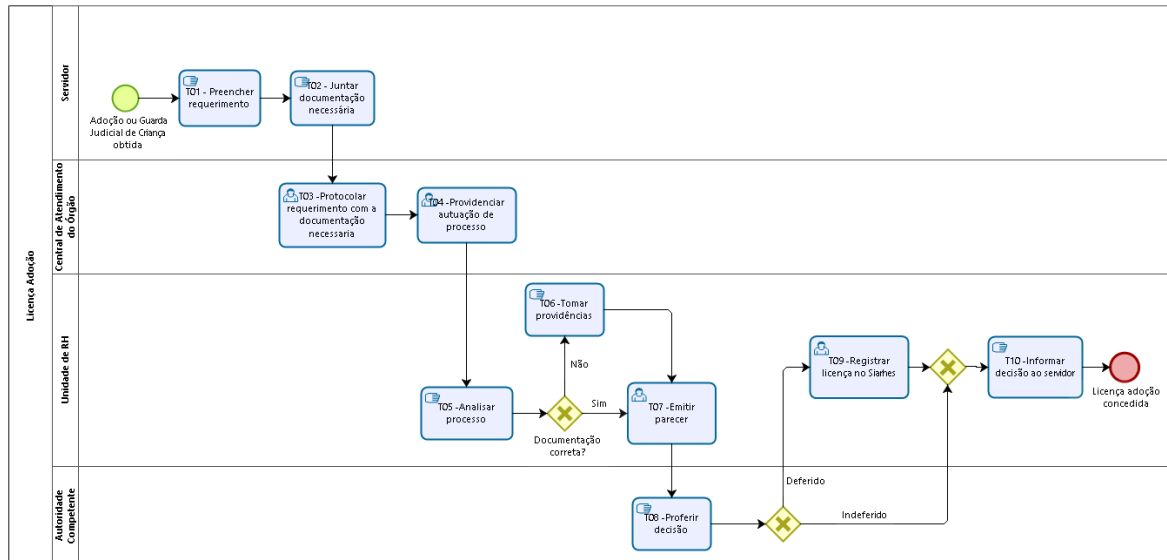 Licença Adoção
Servidor
Adoção ou Guarda
Judicial de Criança
obtida
T01 - Preencher
requerimento
T02 - Juntar
documentação
necessária
Central de Atendimento
do Órgão
T03 -Protocolar
requerimento com a
documentação
necessaria
T04 -Providenciar
autuação de
processo
Unidade de RH
T05 -Analisar
processo
Documentação
correta?
Não
Sim
T06 -Tomar
providências
T07 -Emitir
parecer
T09 -Registrar
licença no Siarhes
T10 -Informar
decisão ao servidor
Licença adoção
concedida
Autoridade
Competente
T08 -Proferir
decisão
Deferido
Indeferido